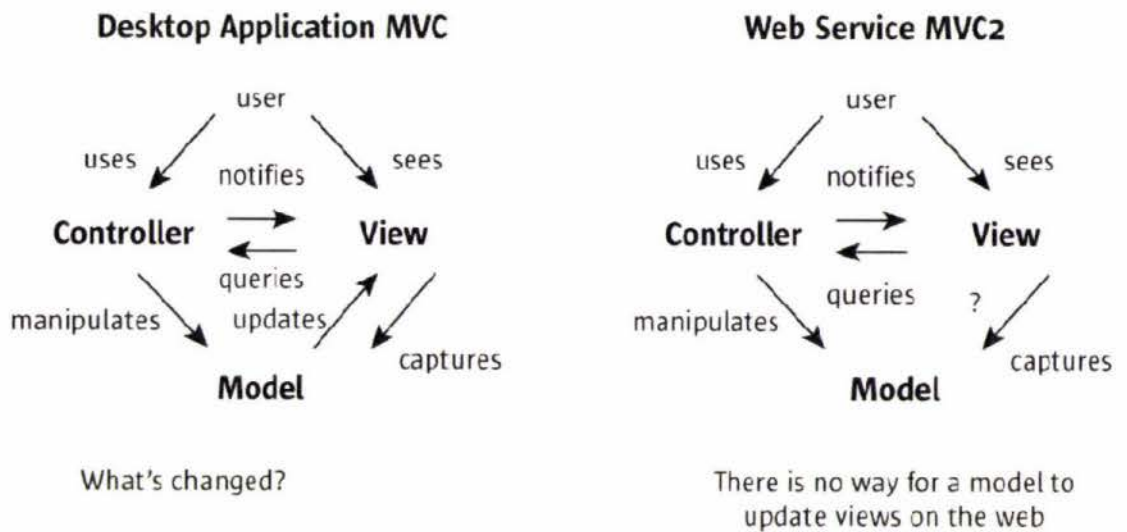 Desktop Application MVC
user
uses
sees
notifies
Controller
View
queries
manipulates
updates
captures
Model
What's changed?
Web Service MVC2
user
uses
sees
notifies
Controller
View
queries
?
manipulates
captures
Model
There is no way for a model to
update views on the web